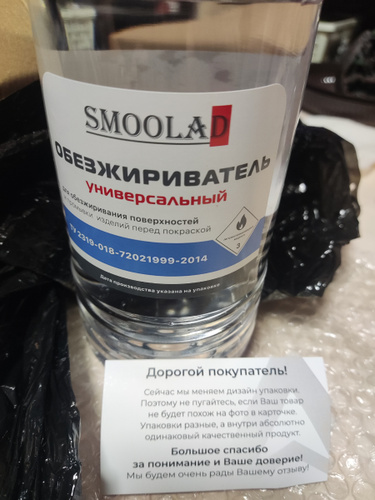 SMOOLAD
ОБЕЗЖИРИВАТЕЛЬ
универсальный
обезжиривания поверхностей
изделий перед покраской
ТУ 2319-018-72021999-2014
3
Дата производства указана на упаковке
Дорогой покупатель!
Сейчас мы меняем дизайн упаковки.
Поэтому не пугайтесь, если Ваш товар
не будет похож на фото в карточке.
Упаковки разные, а внутри абсолютно
одинаковый качественный продукт.
Большое спасибо
за понимание и Ваше доверие!
Мы будем очень рады Вашему отзыву!